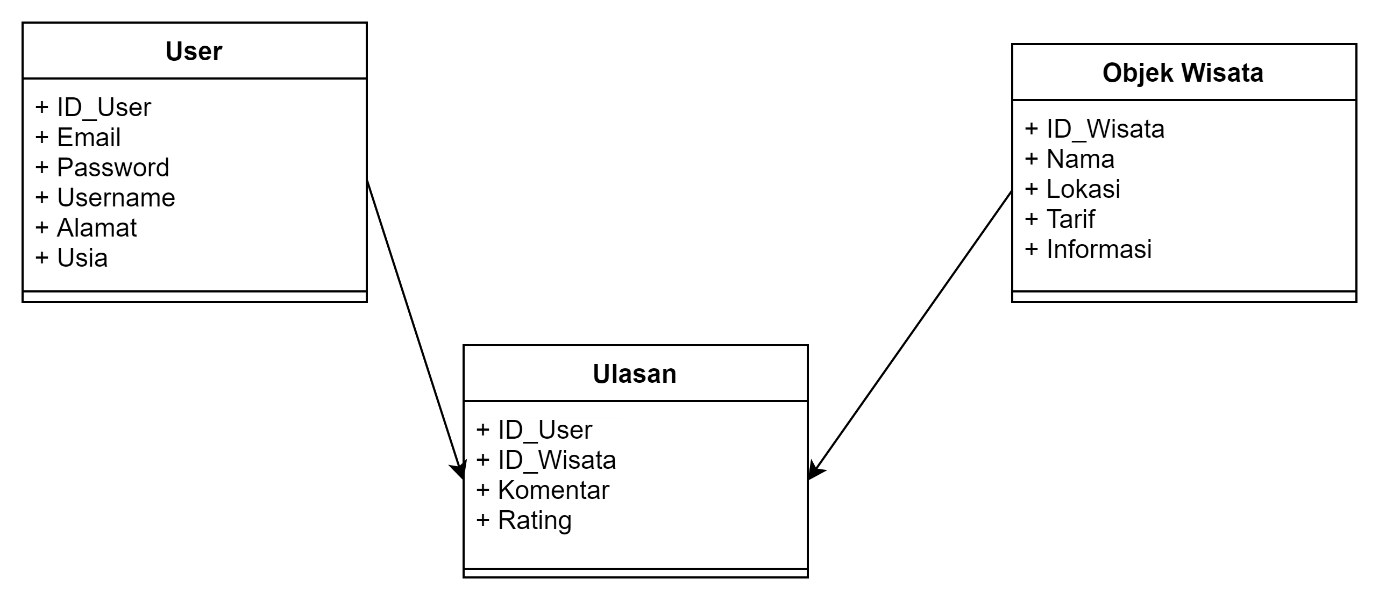 User
+ ID_User
+ Email
+ Password
+ Username
+ Alamat
+ Usia
Objek Wisata
+ ID_Wisata
+ Nama
+ Lokasi
+ Tarif
+ Informasi
Ulasan
+ ID_User
+ ID_Wisata
+ Komentar
+ Rating